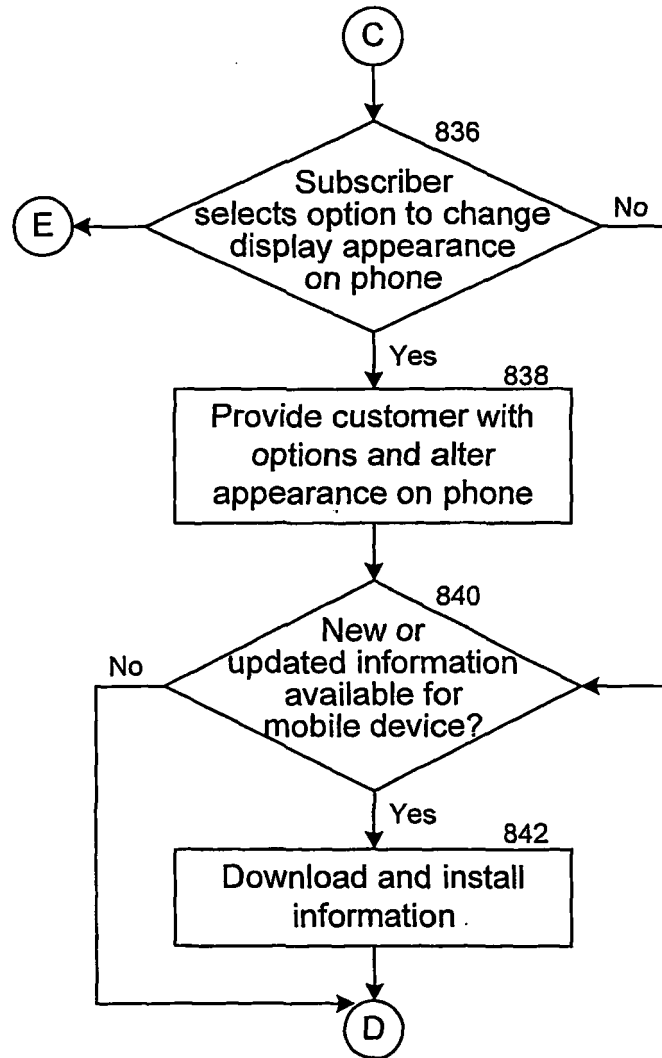 C
836
Subscriber
selects option to change
display appearance
on phone
E
No
Yes
838
Provide customer with
options and alter
appearance on phone
840
New or
updated information
available for
mobile device?
No
Yes
842
Download and install
information
D